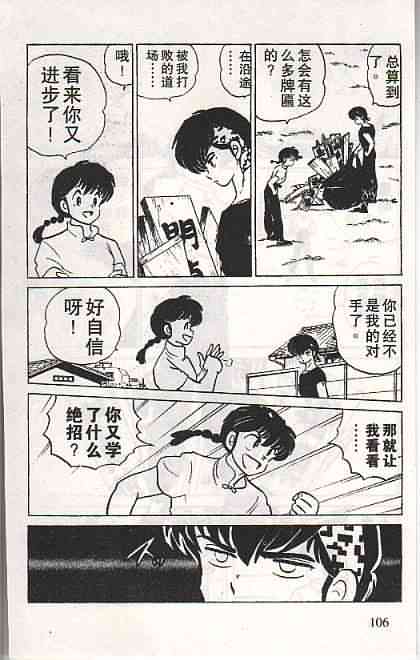 总算到
了。
怎会有这
么多牌匾
的？
在沿途
……
被我打
败的道
场……
哦！
看来你又
进步了！
你已经不
是我的对
手了。
好自信
呀！
那就让
我看看
……
你又学
了什么
绝招？
106